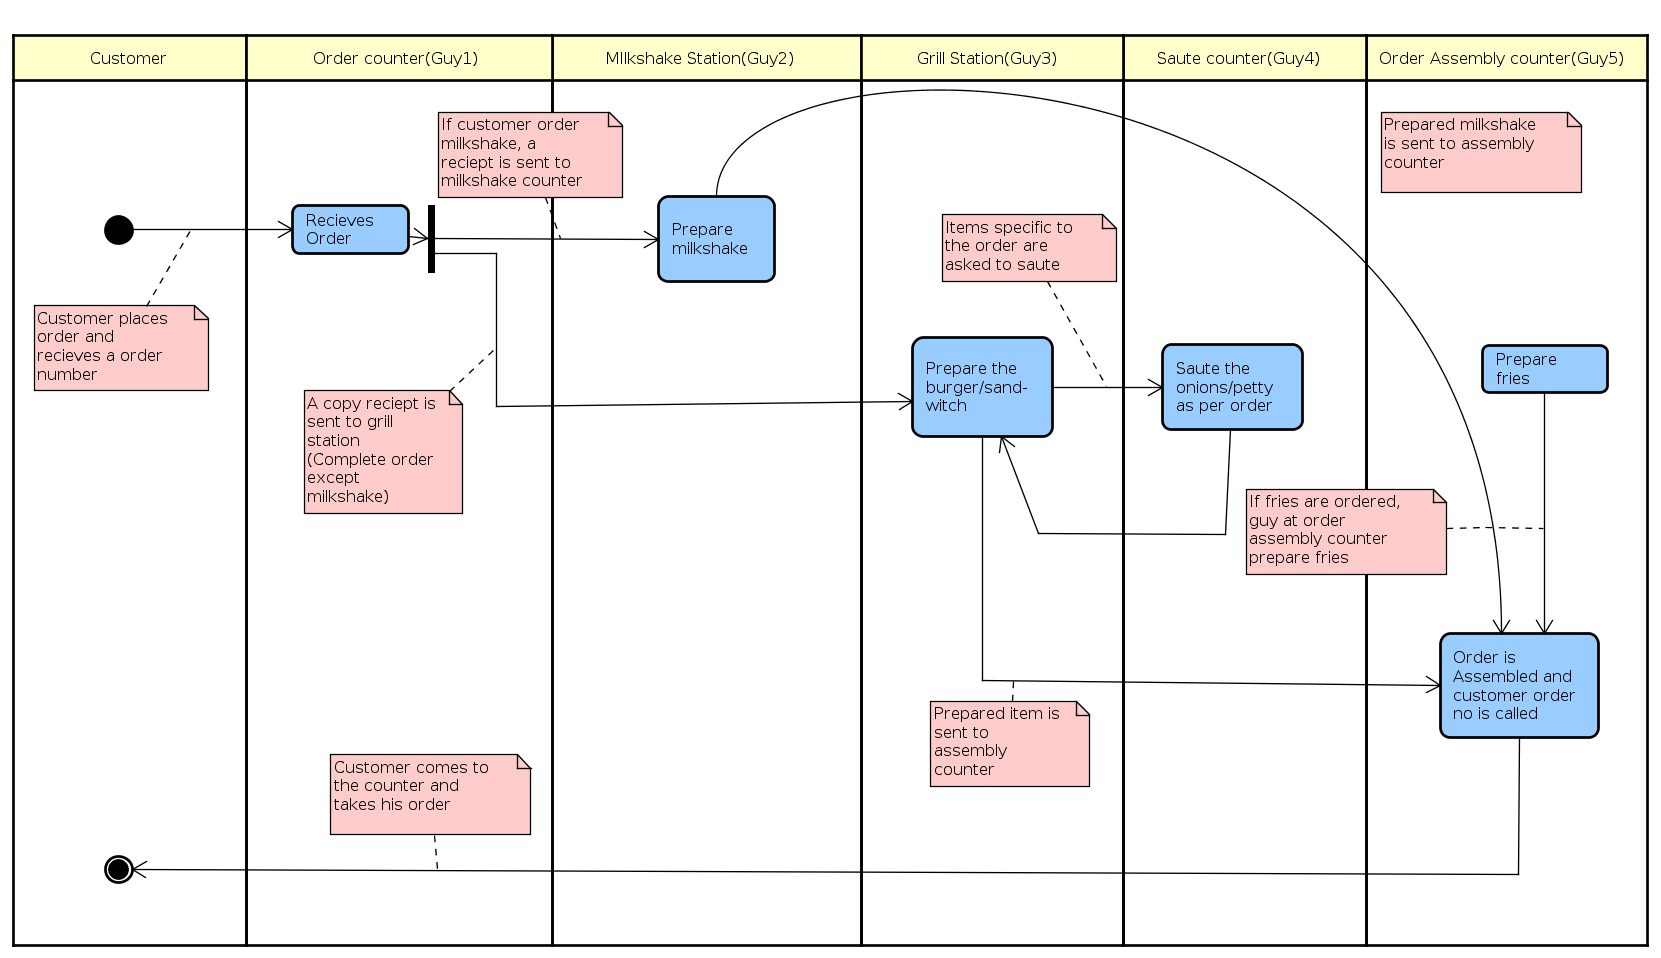 Customer
Order counter(Guy1)
MIlkshake Station(Guy2)
Grill Station(Guy3)
Saute counter(Guy4)
Order Assembly counter(Guy5)
If customer order
milkshake, a
reciept is sent to
milkshake counter
Prepared milkshake
is sent to assembly
counter
Recieves
Order
Prepare
milkshake
Items specific to
the order are
asked to saute
Customer places
order and
recieves a order
number
A copy reciept is
sent to grill
station
(Complete order
except
milkshake)
Prepare the
burger/sand-
witch
Saute the
onions/petty
as per order
Prepare
fries
If fries are ordered,
guy at order
assembly counter
prepare fries
Order is
Assembled and
customer order
no is called
Prepared item is
sent to
assembly
counter
Customer comes to
the counter and
takes his order